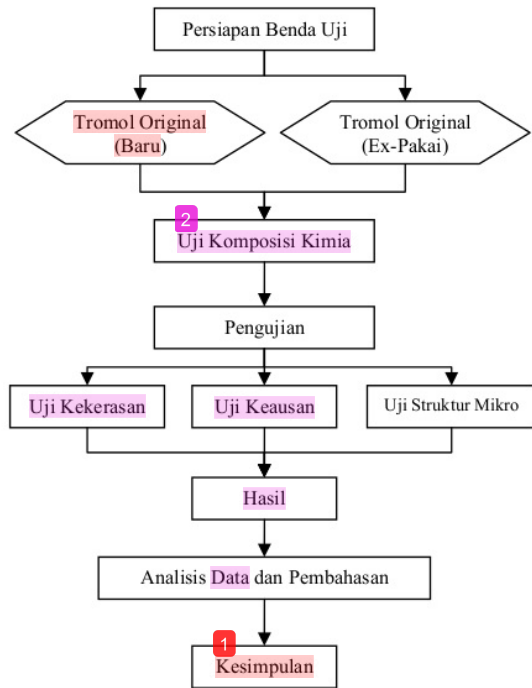 Persiapan Benda Uji
Tromol Original
(Baru)
Tromol Original
(Ex-Pakai)
2
Uji Komposisi Kimia
Pengujian
Uji Kekerasan
Uji Keausan
Uji Struktur Mikro
Hasil
Analisis Data dan Pembahasan
1
Kesimpulan